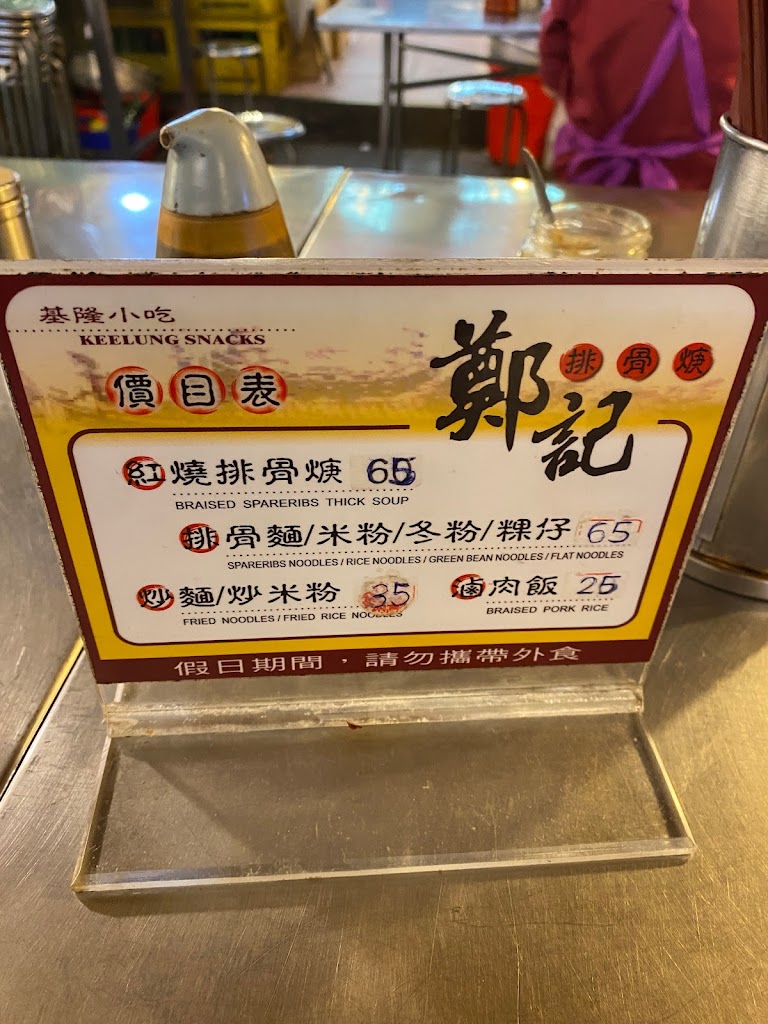 基隆小吃
KEELUNG SNACKS
鄭記
排骨焿
價目表
紅燒排骨焿 65
BRAISED SPARERIBS THICK SOUP
排骨麵/米粉/冬粉/粿仔 65
SPARERIBS NOODLES / RICE NOODLES / GREEN BEAN NOODLES / FLAT NOODLES
炒麵/炒米粉 35 滷肉飯 25
FRIED NOODLES / FRIED RICE NOODLES BRAISED PORK RICE
假日期間，請勿攜帶外食